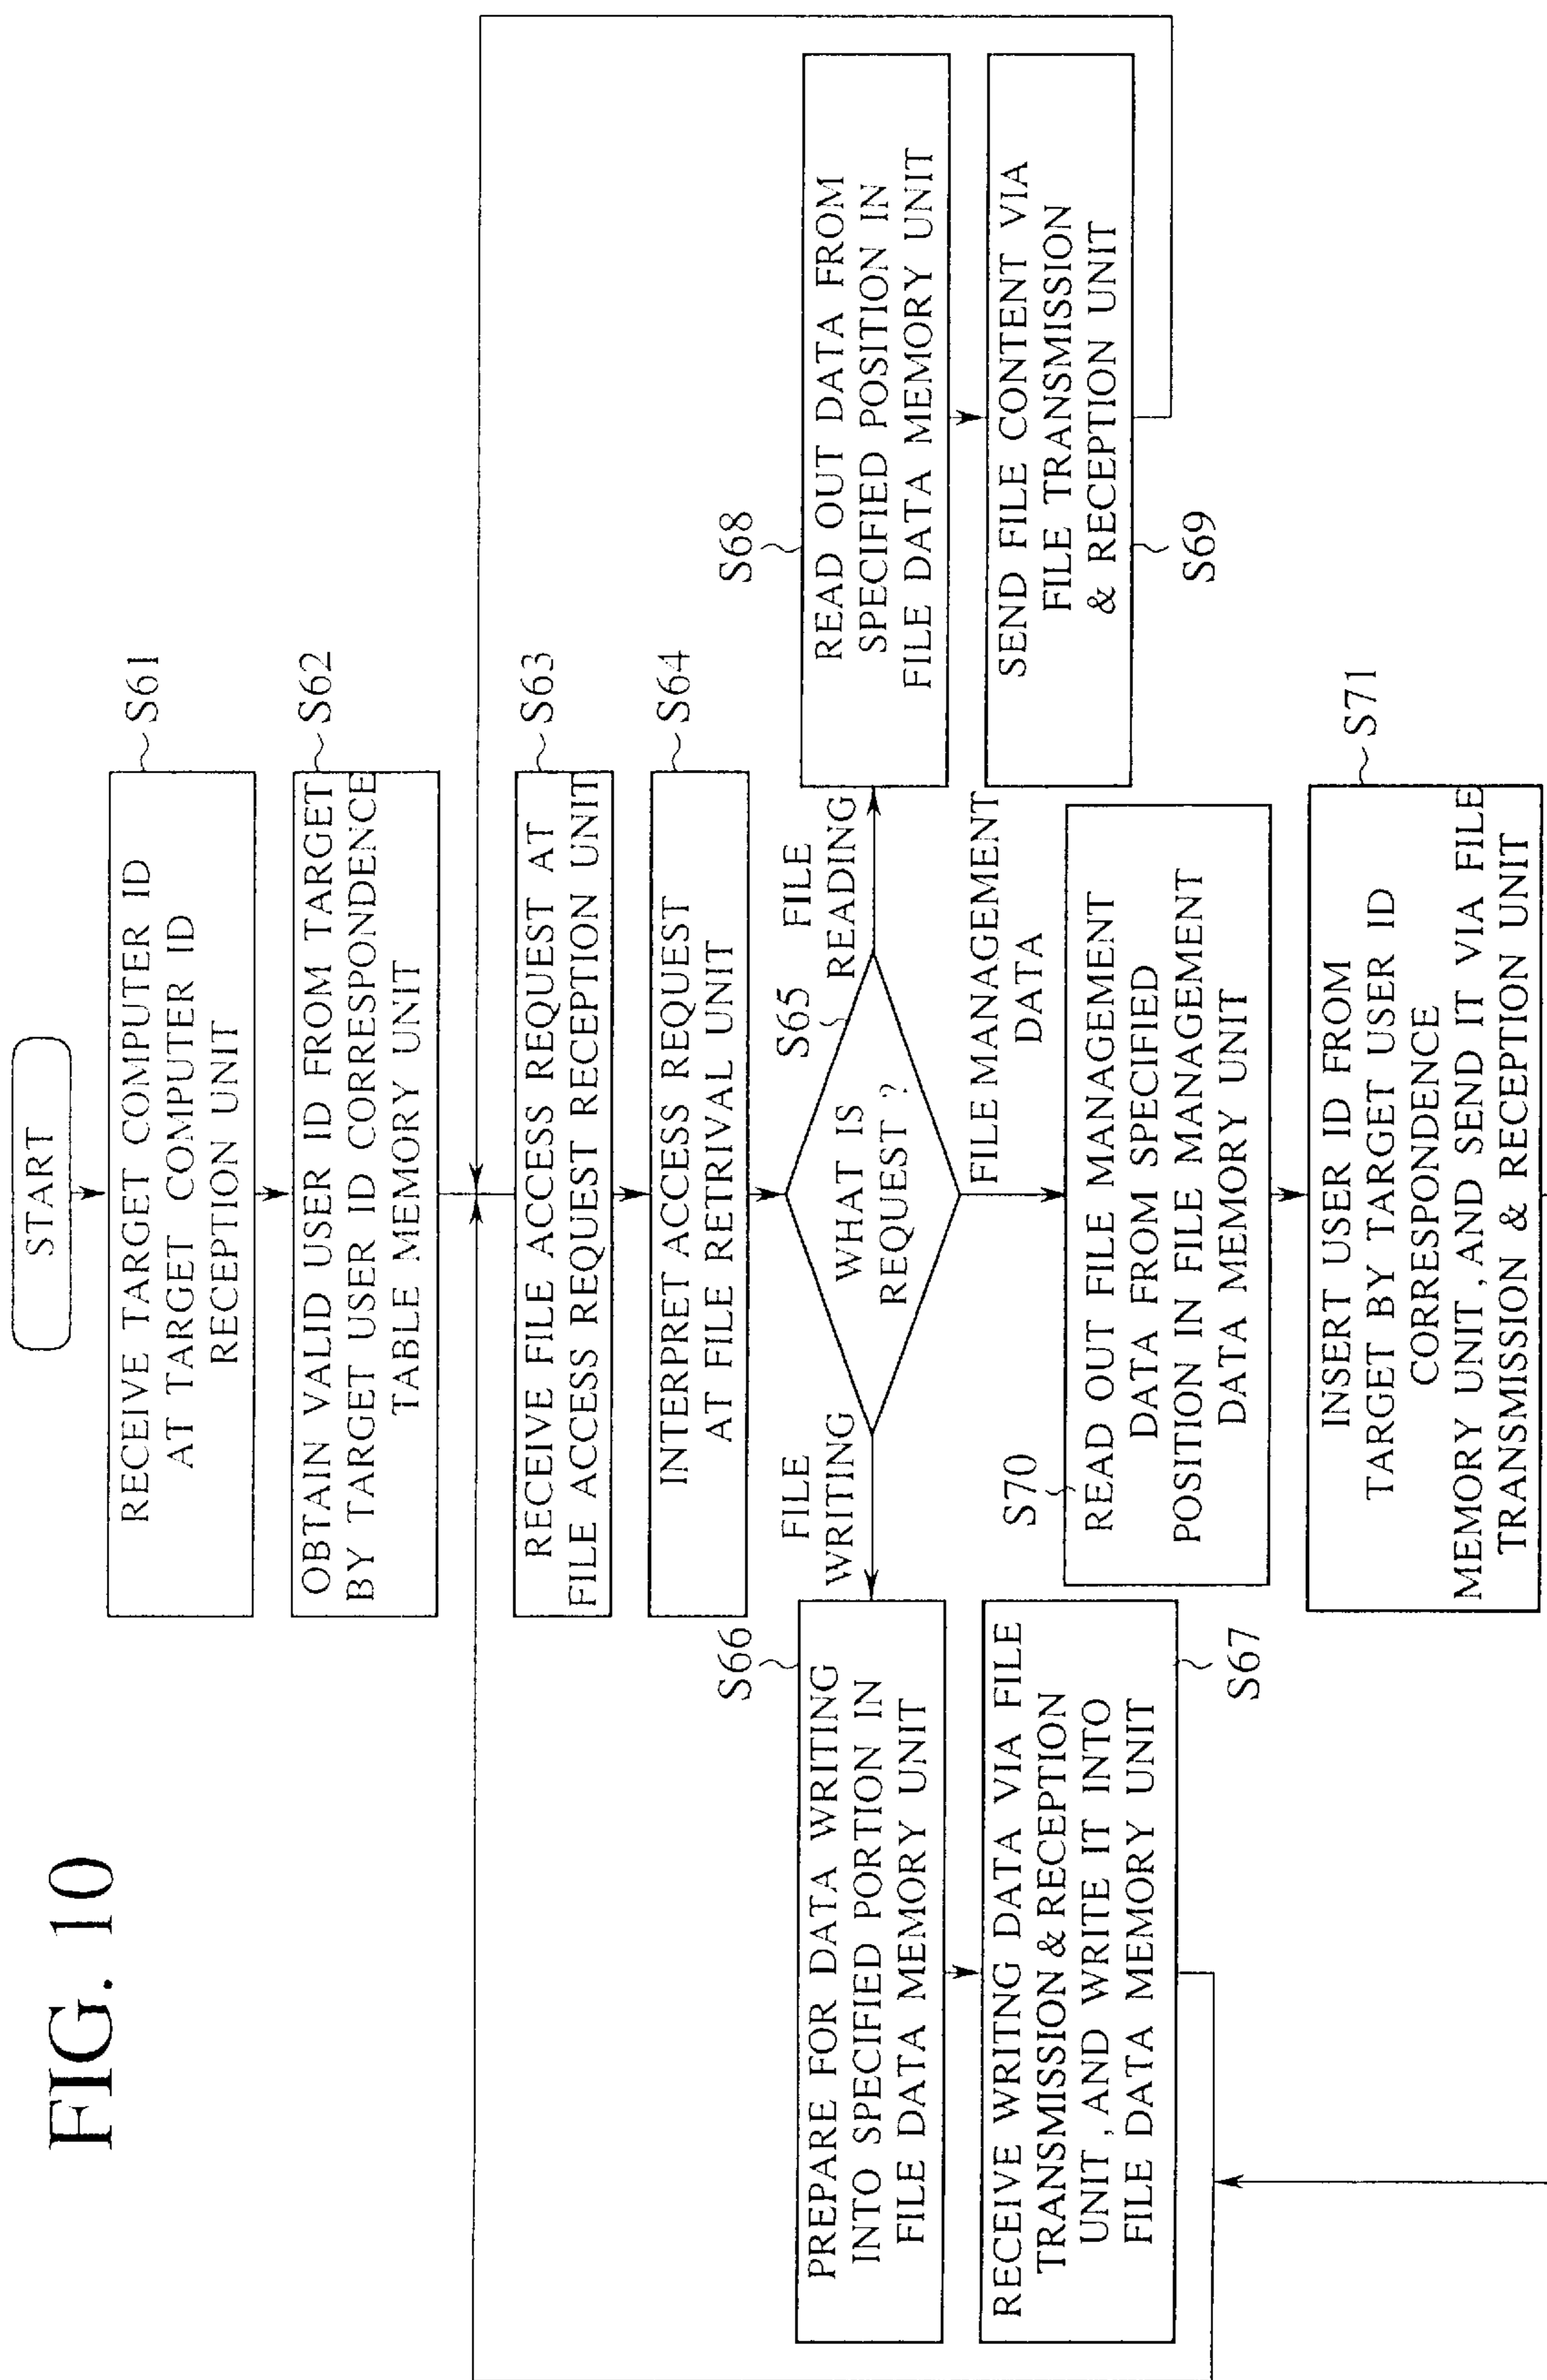 FIG. 10
START
RECEIVE TARGET COMPUTER ID
AT TARGET COMPUTER ID
RECEPTION UNIT
S61
OBTAIN VALID USER ID FROM TARGET
BY TARGET USER ID CORRESPONDENCE
TABLE MEMORY UNIT
S62
RECEIVE FILE ACCESS REQUEST AT
FILE ACCESS REQUEST RECEPTION UNIT
S63
INTERPRET ACCESS REQUEST
AT FILE RETRIVAL UNIT
S64
WHAT IS
REQUEST ?
S65
FILE
WRITING
FILE
READING
FILE MANAGEMENT
DATA
S66
PREPARE FOR DATA WRITING
INTO SPECIFIED PORTION IN
FILE DATA MEMORY UNIT
RECEIVE WRITNG DATA VIA FILE
TRANSMISSION & RECEPTION
UNIT, AND WRITE IT INTO
FILE DATA MEMORY UNIT
S67
S68
READ OUT DATA FROM
SPECIFIED POSITION IN
FILE DATA MEMORY UNIT
SEND FILE CONTENT VIA
FILE TRANSMISSION
& RECEPTION UNIT
S69
S70
READ OUT FILE MANAGEMENT
DATA FROM SPECIFIED
POSITION IN FILE MANAGEMENT
DATA MEMORY UNIT
INSERT USER ID FROM
TARGET BY TARGET USER ID
CORRESPONDENCE
MEMORY UNIT, AND SEND IT VIA FILE
TRANSMISSION & RECEPTION UNIT
S71